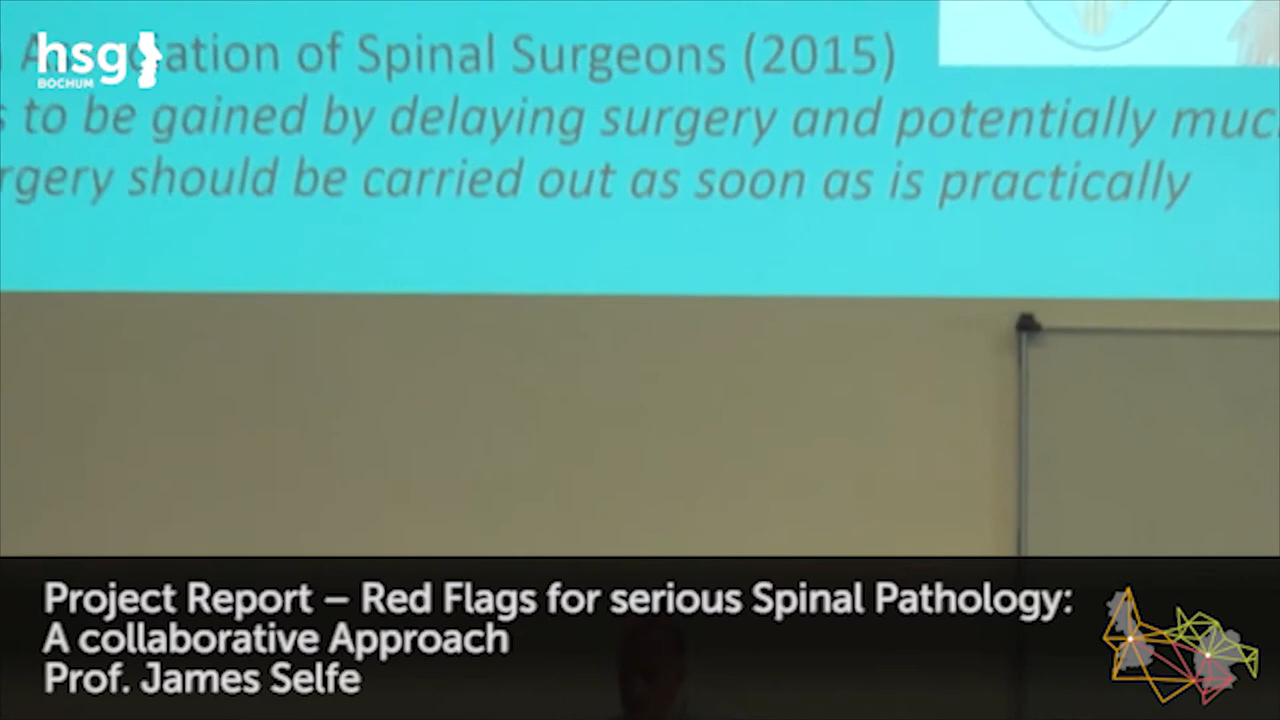 hsg
BOCHUM
ation of Spinal Surgeons (2015)
to be gained by delaying surgery and potentially muc
rgery should be carried out as soon as is practically
Project Report – Red Flags for serious Spinal Pathology:
A collaborative Approach
Prof. James Selfe